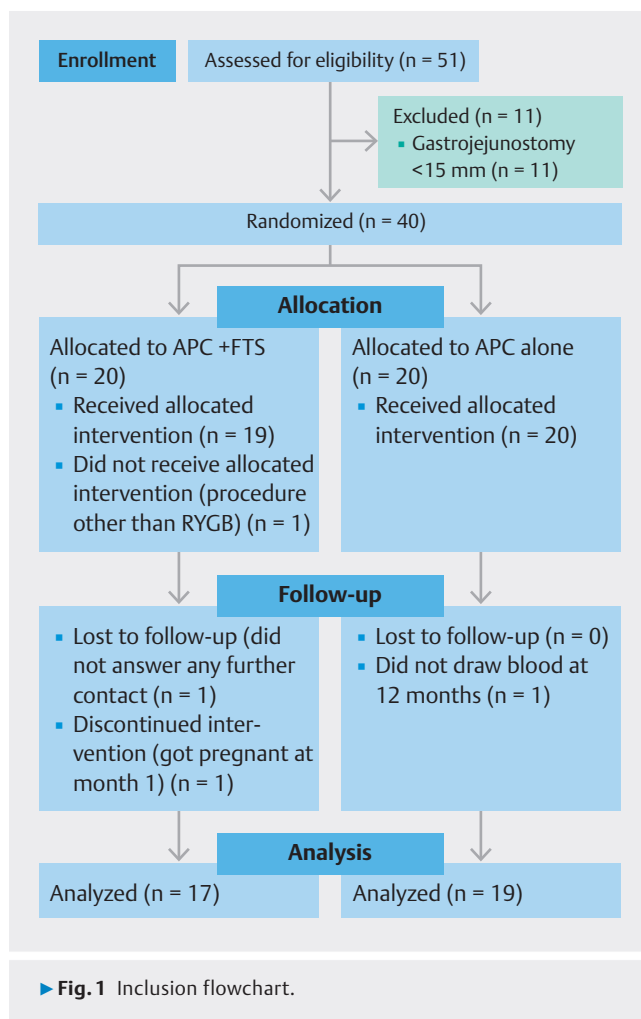 Enrollment
Assessed for eligibility (n = 51)
Excluded (n = 11)
▪ Gastrojejunostomy
<15 mm (n = 11)
Randomized (n = 40)
Allocation
Allocated to APC +FTS
(n = 20)
▪ Received allocated
intervention (n = 19)
▪ Did not receive allocated
intervention (procedure
other than RYGB) (n = 1)
Allocated to APC alone
(n = 20)
▪ Received allocated
intervention (n = 20)
Follow-up
▪ Lost to follow-up (did
not answer any further
contact (n = 1)
▪ Discontinued inter-
vention (got pregnant at
month 1) (n = 1)
▪ Lost to follow-up (n = 0)
▪ Did not draw blood at
12 months (n = 1)
Analysis
Analyzed (n = 17)
Analyzed (n = 19)
▶ Fig. 1 Inclusion flowchart.